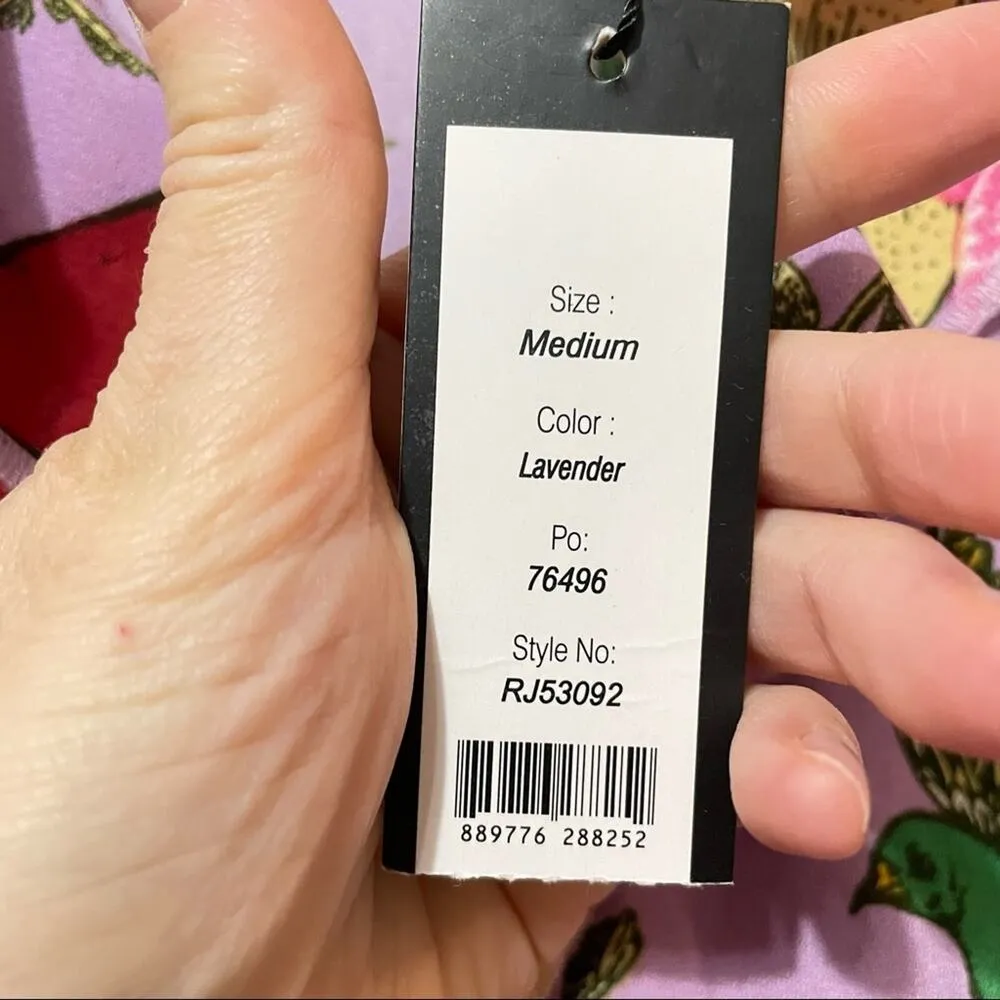 Size :
Medium
Color :
Lavender
Po:
76496
Style No:
RJ53092
889776 288252